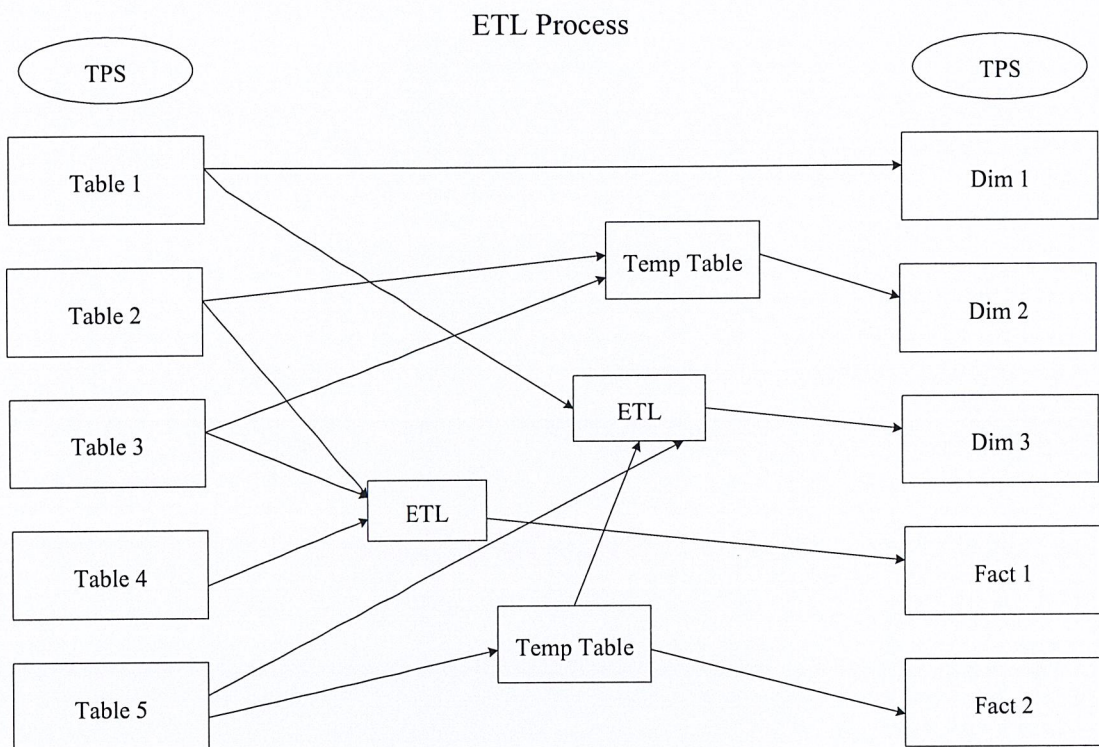 ETL Process
TPS
TPS
Table 1
Dim 1
Temp Table
Table 2
Dim 2
ETL
Table 3
Dim 3
ETL
Table 4
Fact 1
Temp Table
Table 5
Fact 2